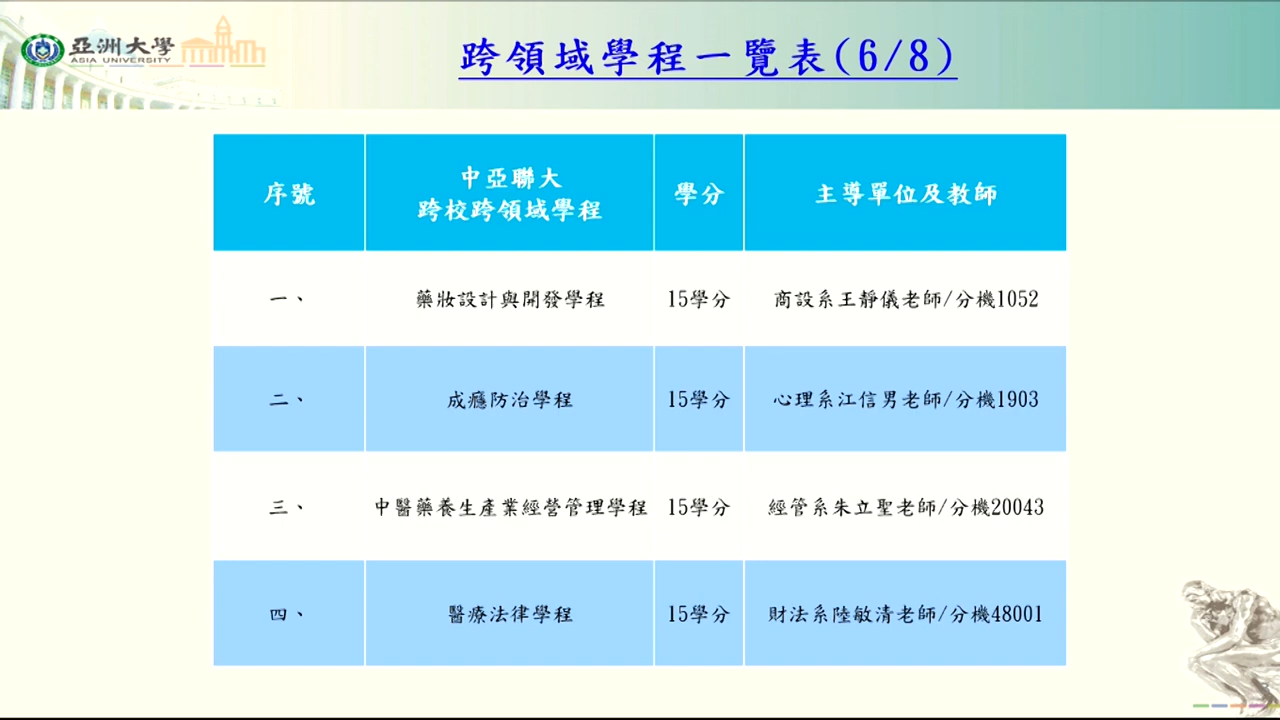 亞洲大學
ASIA UNIVERSITY
跨領域學程一覽表(6/8)
序號
中亞聯大
跨校跨領域學程
學分
主導單位及教師
一、
藥妝設計與開發學程
15學分
商設系王靜儀老師/分機1052
二、
成癮防治學程
15學分
心理系江信男老師/分機1903
三、
中醫藥養生產業經營管理學程
15學分
經管系朱立聖老師/分機20043
四、
醫療法律學程
15學分
財法系陸敏清老師/分機48001